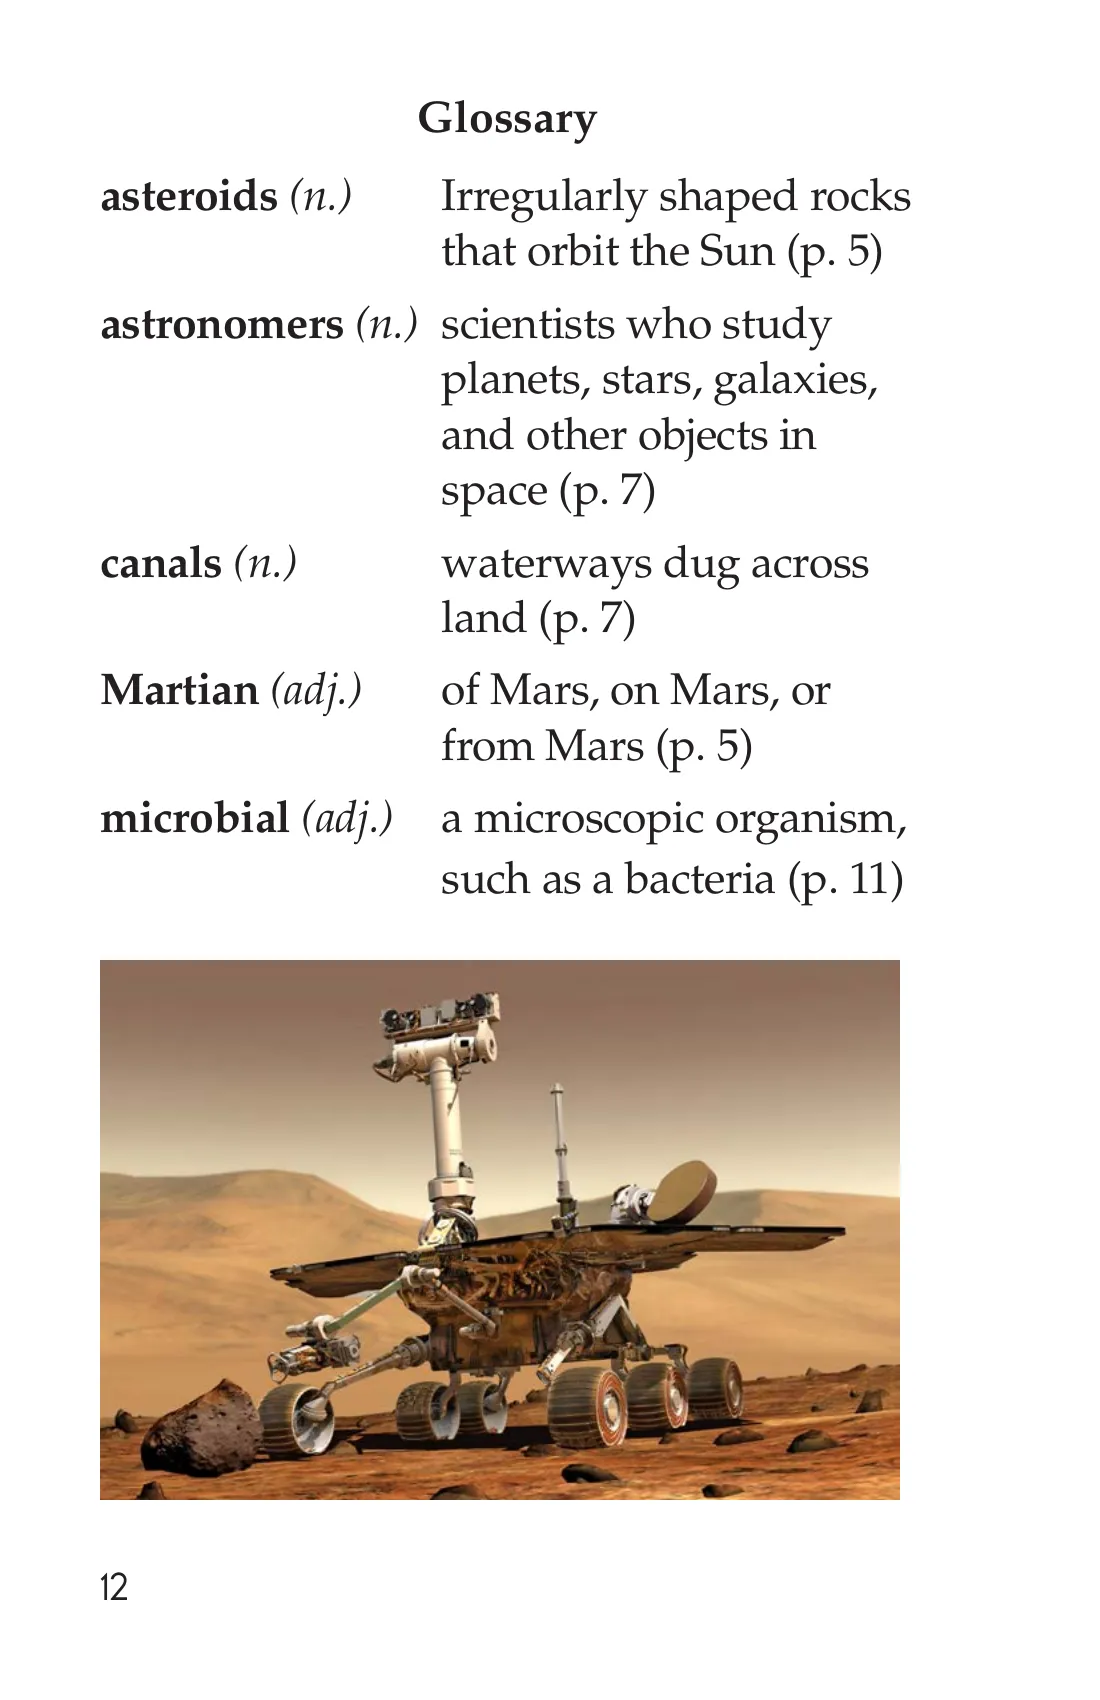 Glossary
asteroids (n.) Irregularly shaped rocks
that orbit the Sun (p. 5)
astronomers (n.) scientists who study
planets, stars, galaxies,
and other objects in
space (p. 7)
canals (n.) waterways dug across
land (p. 7)
Martian (adj.) of Mars, on Mars, or
from Mars (p. 5)
microbial (adj.) a microscopic organism,
such as a bacteria (p. 11)
12